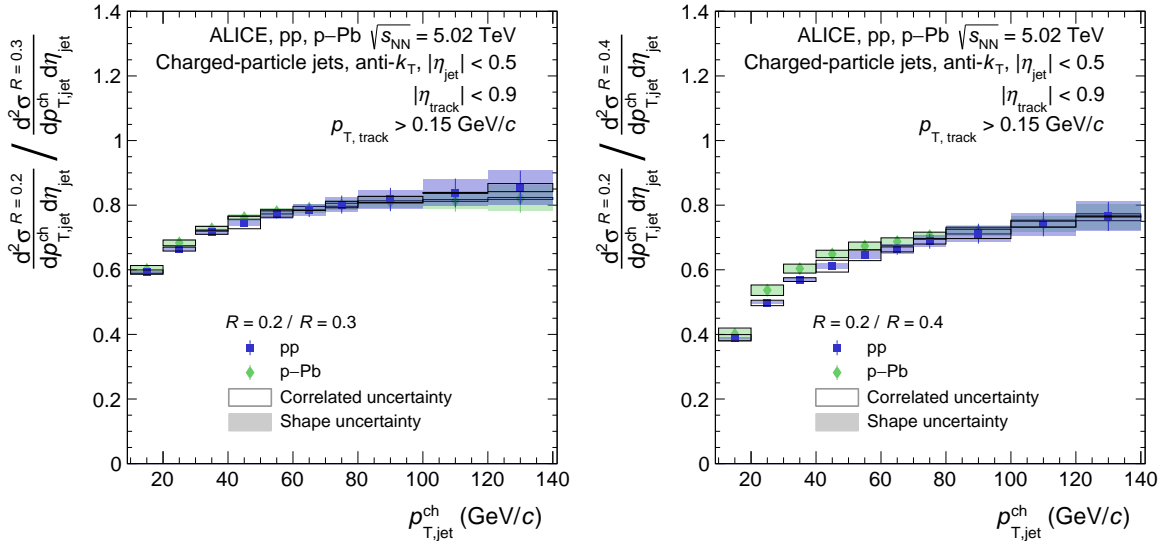 ALICE, pp, p−Pb √s_NN = 5.02 TeV
Charged-particle jets, anti-k_T, |η_jet| < 0.5
|η_track| < 0.9
p_T, track > 0.15 GeV/c
d²σ^{R = 0.2} / dp^ch_T,jet dη_jet / d²σ^{R = 0.3} / dp^ch_T,jet dη_jet
1.4
1.2
1
0.8
0.6
0.4
0.2
0
R = 0.2 / R = 0.3
pp
p−Pb
Correlated uncertainty
Shape uncertainty
20 40 60 80 100 120 140
p^ch_T,jet (GeV/c)
ALICE, pp, p−Pb √s_NN = 5.02 TeV
Charged-particle jets, anti-k_T, |η_jet| < 0.5
|η_track| < 0.9
p_T, track > 0.15 GeV/c
d²σ^{R = 0.2} / dp^ch_T,jet dη_jet / d²σ^{R = 0.4} / dp^ch_T,jet dη_jet
1.4
1.2
1
0.8
0.6
0.4
0.2
0
R = 0.2 / R = 0.4
pp
p−Pb
Correlated uncertainty
Shape uncertainty
20 40 60 80 100 120 140
p^ch_T,jet (GeV/c)